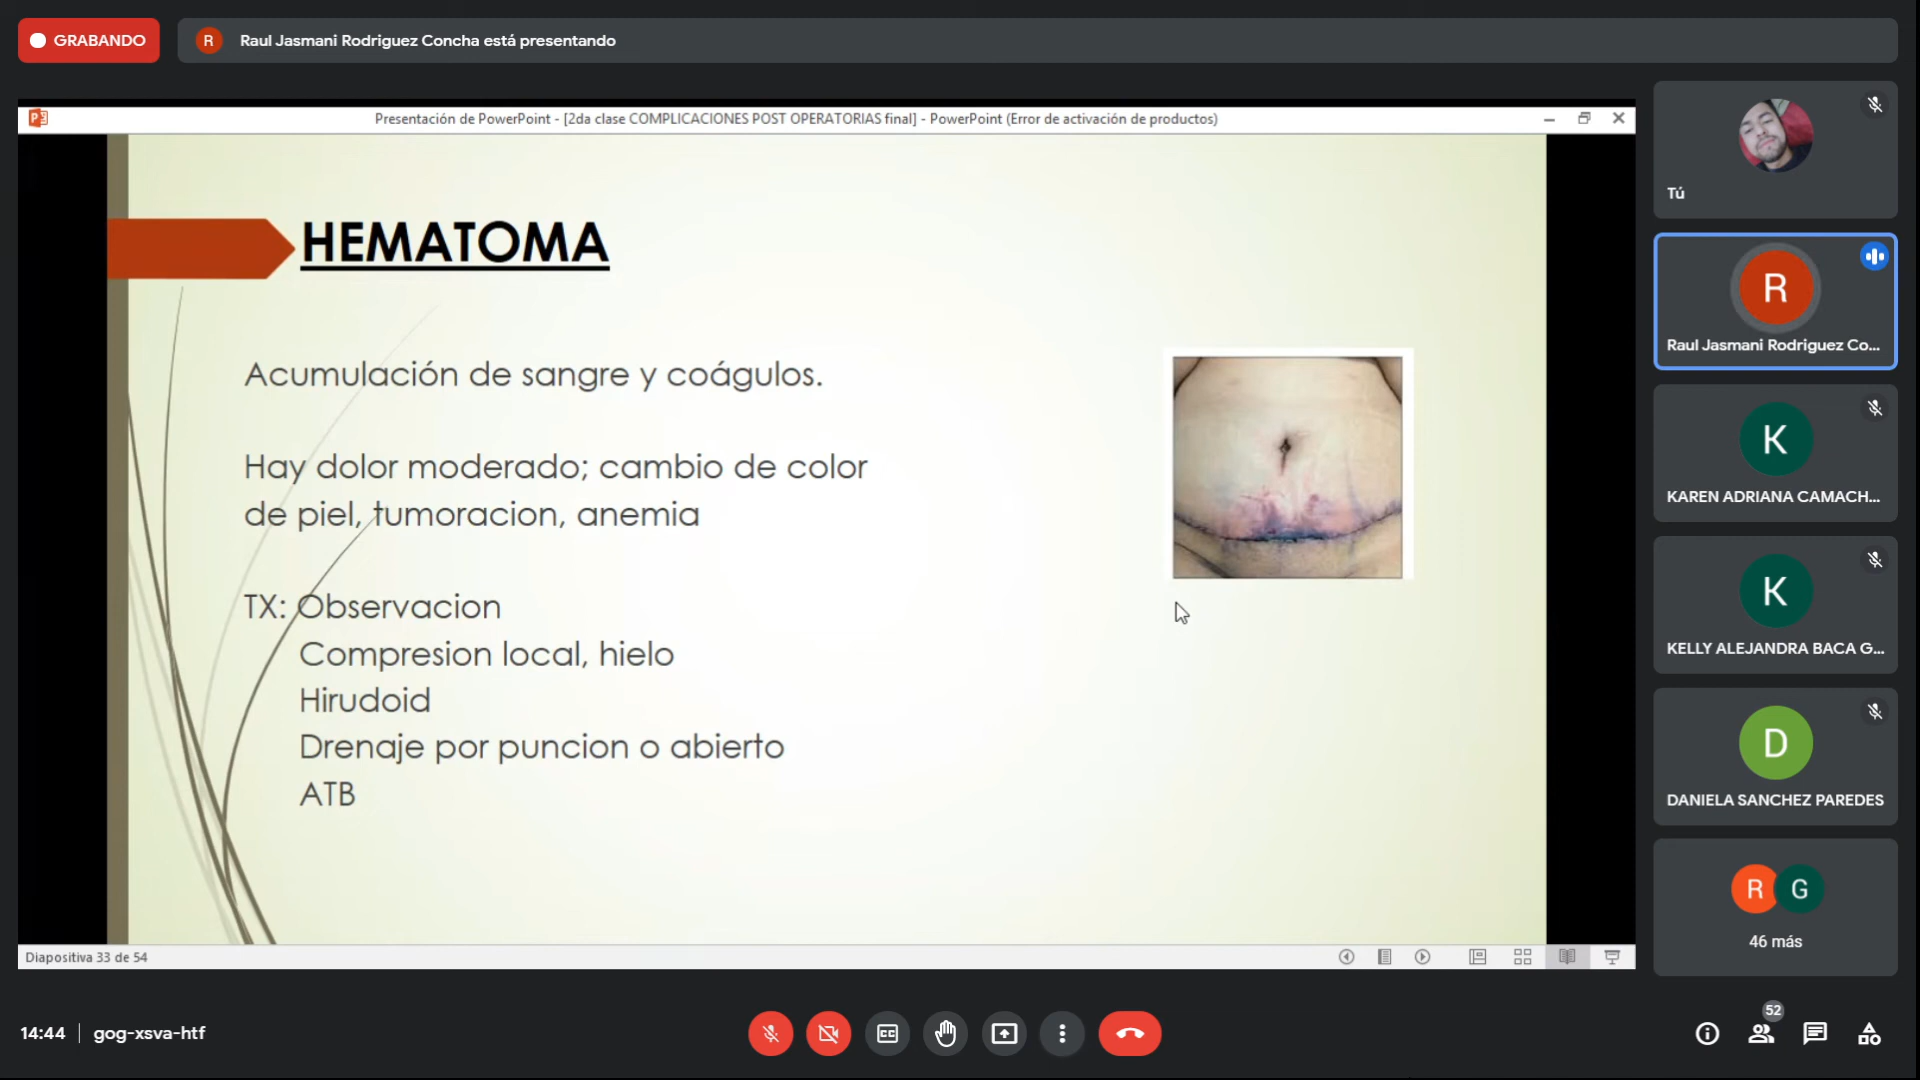 GRABANDO
R
Raul Jasmani Rodriguez Concha está presentando
Presentación de PowerPoint - [2da clase COMPLICACIONES POST OPERATORIAS final] - PowerPoint (Error de activación de productos)
HEMATOMA
Acumulación de sangre y coágulos.
Hay dolor moderado; cambio de color
de piel, tumoracion, anemia
TX: Observacion
Compresion local, hielo
Hirudoid
Drenaje por puncion o abierto
ATB
Diapositiva 33 de 54
Tú
R
Raul Jasmani Rodriguez Co...
K
KAREN ADRIANA CAMACH...
K
KELLY ALEJANDRA BACA G...
D
DANIELA SANCHEZ PAREDES
R G
46 más
14:44 | gog-xsva-htf
CC
52